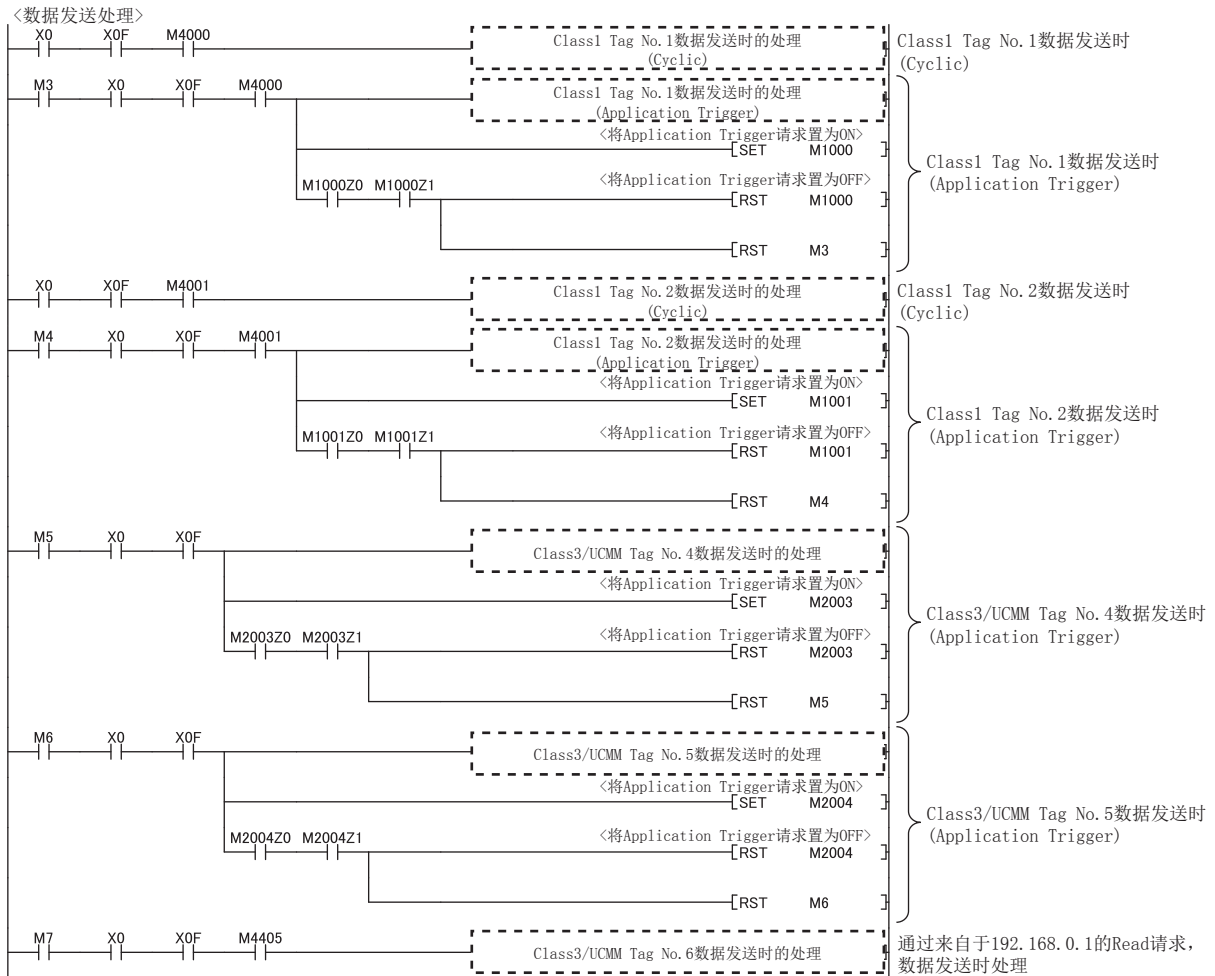 <数据发送处理>
X0 X0F M4000
Class1 Tag No.1数据发送时的处理
(Cyclic)
Class1 Tag No.1数据发送时
(Cyclic)
M3 X0 X0F M4000
Class1 Tag No.1数据发送时的处理
(Application Trigger)
<将Application Trigger请求置为ON>
SET M1000
Class1 Tag No.1数据发送时
(Application Trigger)
M1000Z0 M1000Z1
<将Application Trigger请求置为OFF>
RST M1000
RST M3
X0 X0F M4001
Class1 Tag No.2数据发送时的处理
(Cyclic)
Class1 Tag No.2数据发送时
(Cyclic)
M4 X0 X0F M4001
Class1 Tag No.2数据发送时的处理
(Application Trigger)
<将Application Trigger请求置为ON>
SET M1001
Class1 Tag No.2数据发送时
(Application Trigger)
M1001Z0 M1001Z1
<将Application Trigger请求置为OFF>
RST M1001
RST M4
M5 X0 X0F
Class3/UCMM Tag No.4数据发送时的处理
<将Application Trigger请求置为ON>
SET M2003
Class3/UCMM Tag No.4数据发送时
(Application Trigger)
M2003Z0 M2003Z1
<将Application Trigger请求置为OFF>
RST M2003
RST M5
M6 X0 X0F
Class3/UCMM Tag No.5数据发送时的处理
<将Application Trigger请求置为ON>
SET M2004
Class3/UCMM Tag No.5数据发送时
(Application Trigger)
M2004Z0 M2004Z1
<将Application Trigger请求置为OFF>
RST M2004
RST M6
M7 X0 X0F M4405
Class3/UCMM Tag No.6数据发送时的处理
通过来自于192.168.0.1的Read请求,
数据发送时处理